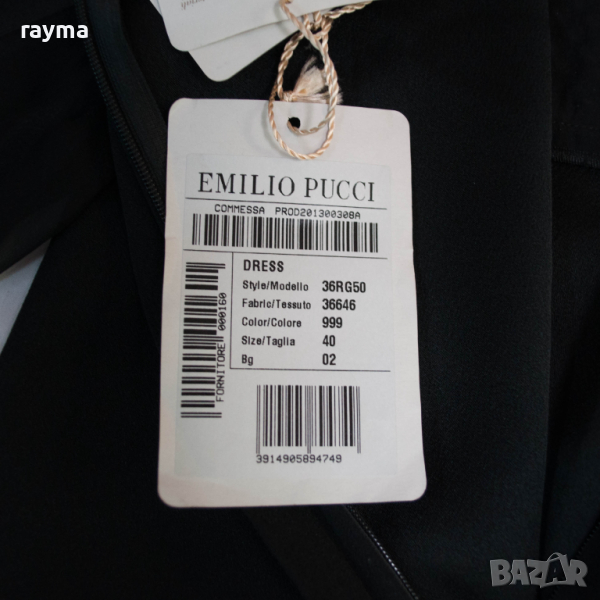 rayma
EMILIO PUCCI
COMMESSA PROD201300308A
DRESS
Style/Modello 36RG50
Fabric/Tessuto 36646
Color/Colore 999
Size/Taglia 40
Bg 02
FORNITORE 000160
3914905894749
BAZAR